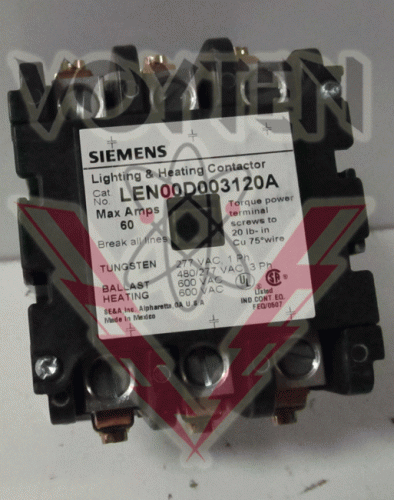 VOYTEN
SIEMENS
Lighting & Heating Contactor
Cat No. LEN00D003120A
Max Amps 60
Torque power terminal screws to 20 lb-in Cu 75°wire
Break all lines
TUNGSTEN 277 VAC, 1 Ph
480/277 VAC, 3 Ph
BALLAST 600 VAC
HEATING 600 VAC
UL
Listed
IND.CONT.EQ.
SE&A Inc. Alpharetta, GA U.S.A
Made in Mexico